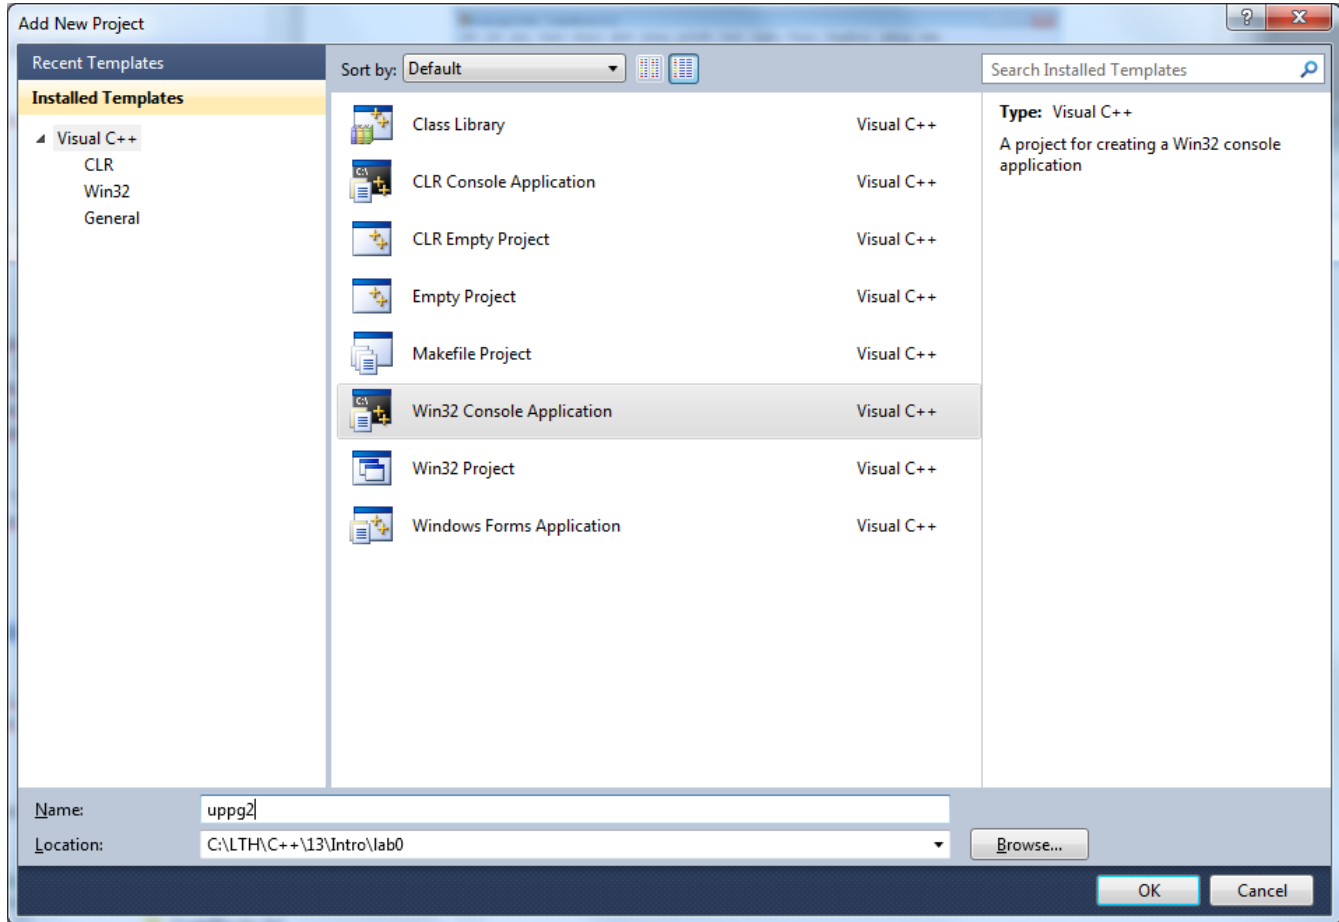 Add New Project
Recent Templates
Installed Templates
Visual C++
CLR
Win32
General
Sort by: Default
Search Installed Templates
Class Library Visual C++
CLR Console Application Visual C++
CLR Empty Project Visual C++
Empty Project Visual C++
Makefile Project Visual C++
Win32 Console Application Visual C++
Win32 Project Visual C++
Windows Forms Application Visual C++
Type: Visual C++
A project for creating a Win32 console
application
Name: uppg2
Location: C:\LTH\C++\13\Intro\lab0
Browse...
OK Cancel